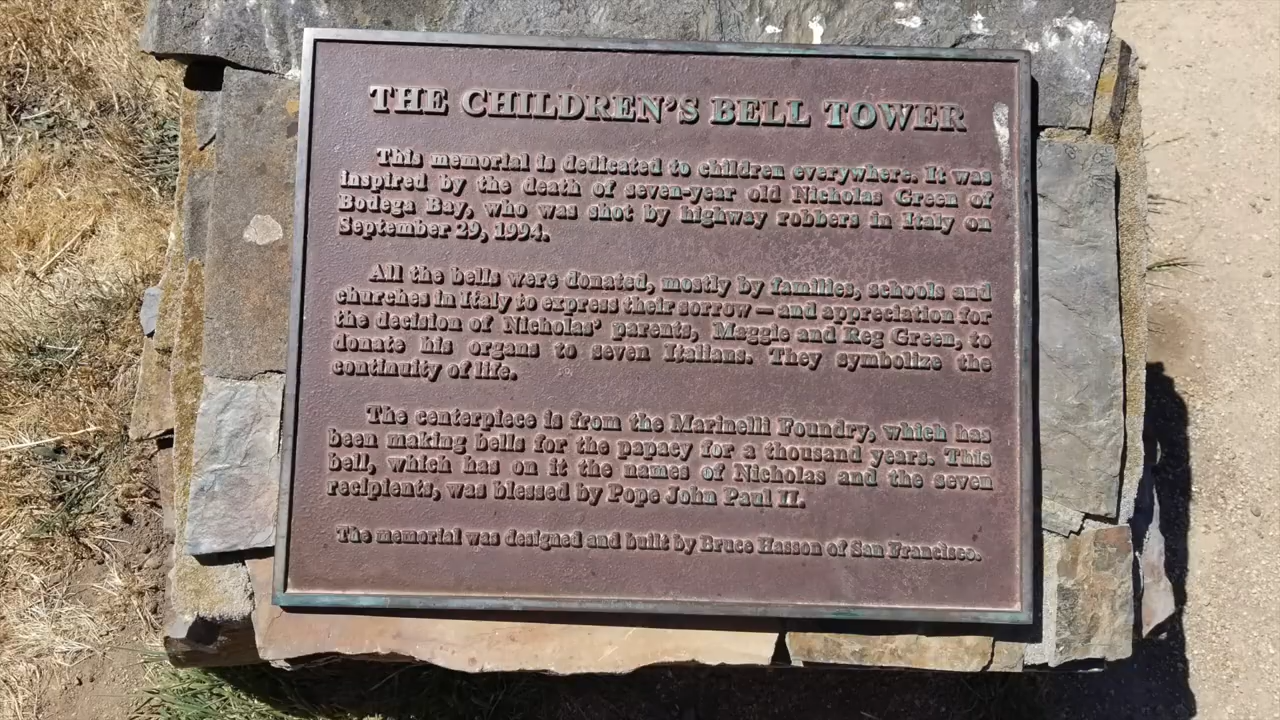 THE CHILDREN'S BELL TOWER
This memorial is dedicated to children everywhere. It was
inspired by the death of seven-year old Nicholas Green of
Bodega Bay, who was shot by highway robbers in Italy on
September 29, 1994.
All the bells were donated, mostly by families, schools and
churches in Italy to express their sorrow — and appreciation for
the decision of Nicholas' parents, Maggie and Reg Green, to
donate his organs to seven Italians. They symbolize the
continuity of life.
The centerpiece is from the Marinelli Foundry, which has
been making bells for the papacy for a thousand years. This
bell, which has on it the names of Nicholas and the seven
recipients, was blessed by Pope John Paul II.
The memorial was designed and built by Bruce Hasson of San Francisco.